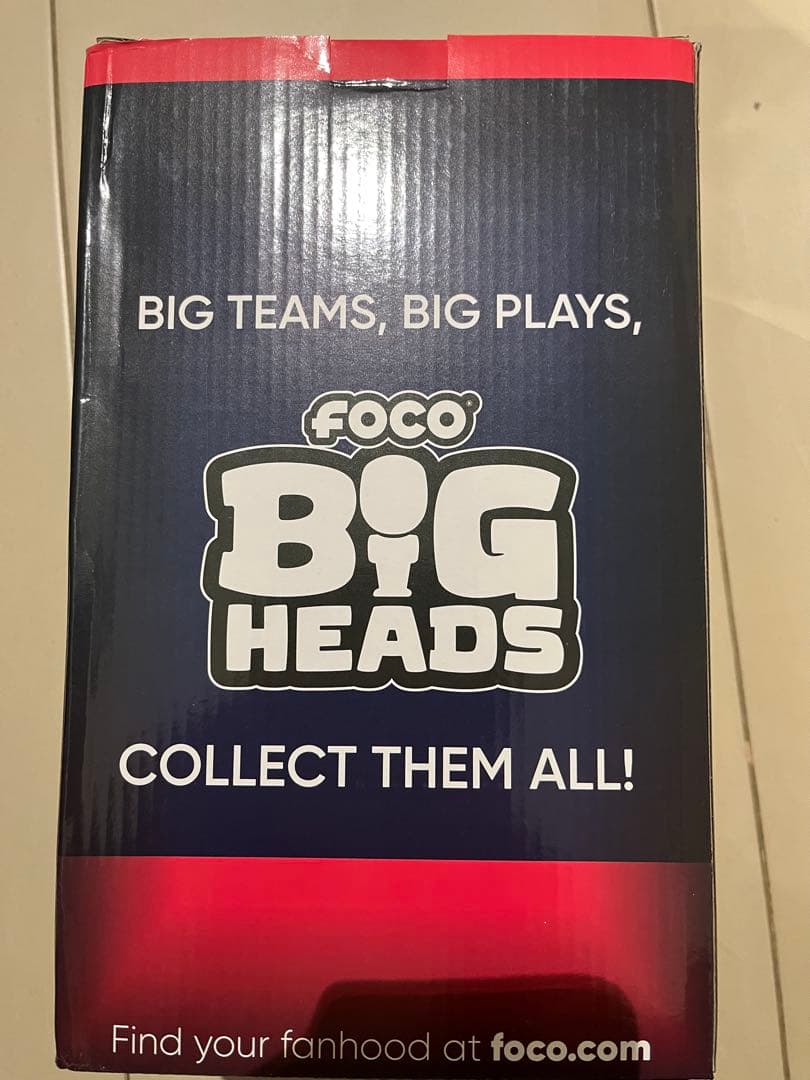 BIG TEAMS, BIG PLAYS,
FOCO®
BIG
HEADS
COLLECT THEM ALL!
Find your fanhood at foco.com